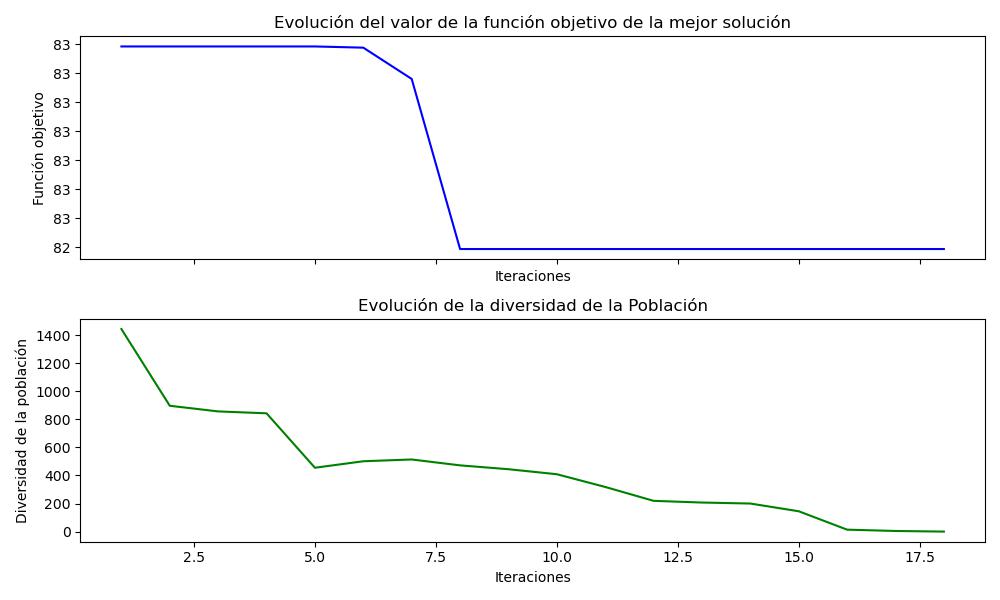 Evolución del valor de la función objetivo de la mejor solución
83
83
83
83
83
83
83
82
Función objetivo
Iteraciones
Evolución de la diversidad de la Población
1400
1200
1000
800
600
400
200
0
Diversidad de la población
2.5 5.0 7.5 10.0 12.5 15.0 17.5
Iteraciones